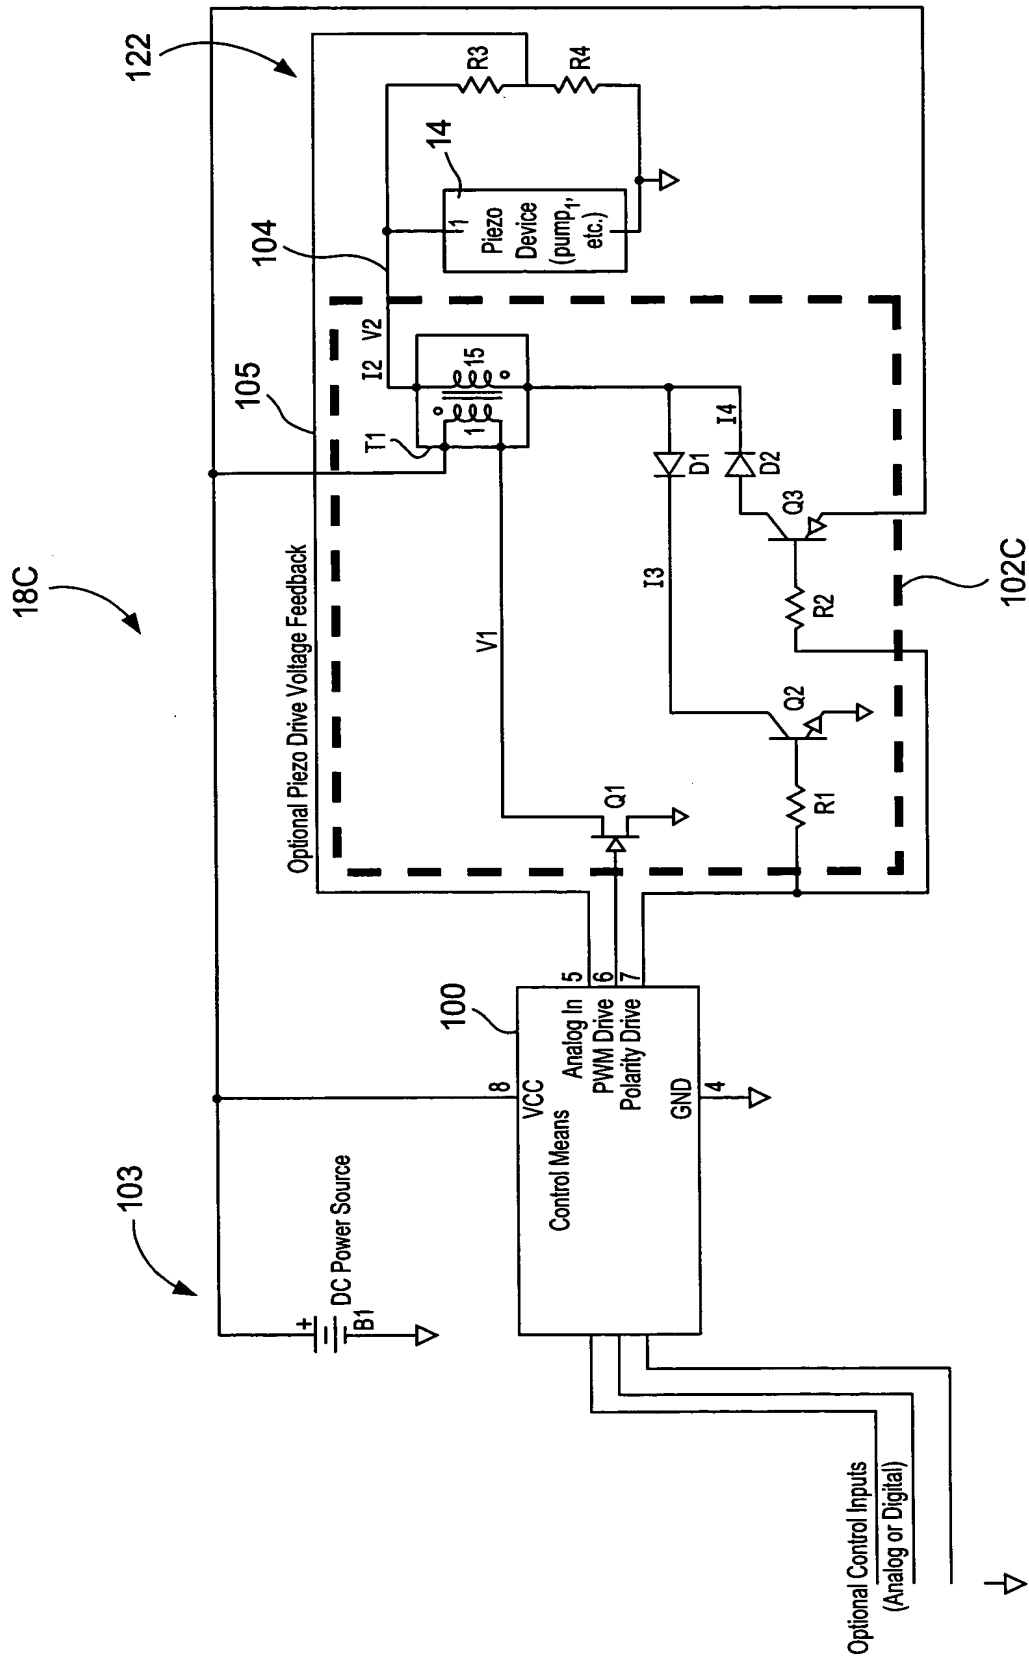 18C
103
122
105
104
+
DC Power Source
B1
8
VCC
Control Means
100
Analog In
5
PWM Drive
6
Polarity Drive
7
GND
4
Optional Control Inputs
(Analog or Digital)
Optional Piezo Drive Voltage Feedback
T1
1
15
I2
V2
V1
Q1
I3
D1
I4
D2
Q2
R1
Q3
R2
102C
14
1
Piezo
Device
(pump1,
etc.)
R3
R4